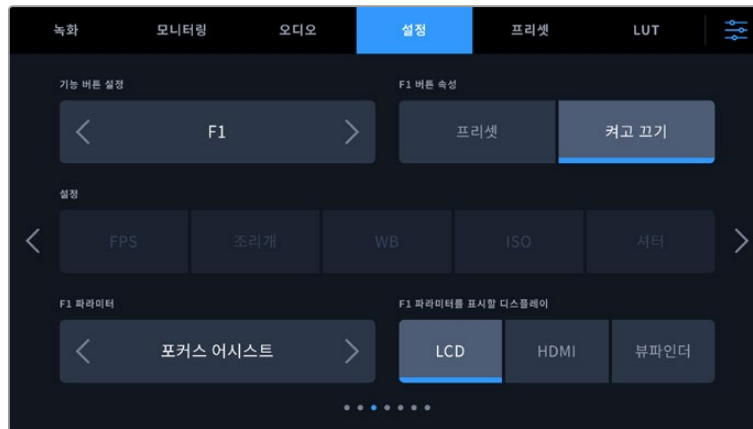 녹화 모니터링 오디오 설정 프리셋 LUT
기능 버튼 설정 F1 버튼 속성
F1 프리셋 켜고 끄기
설정
FPS 조리개 WB ISO 셔터
F1 파라미터 F1 파라미터를 표시할 디스플레이
포커스 어시스트 LCD HDMI 뷰파인더